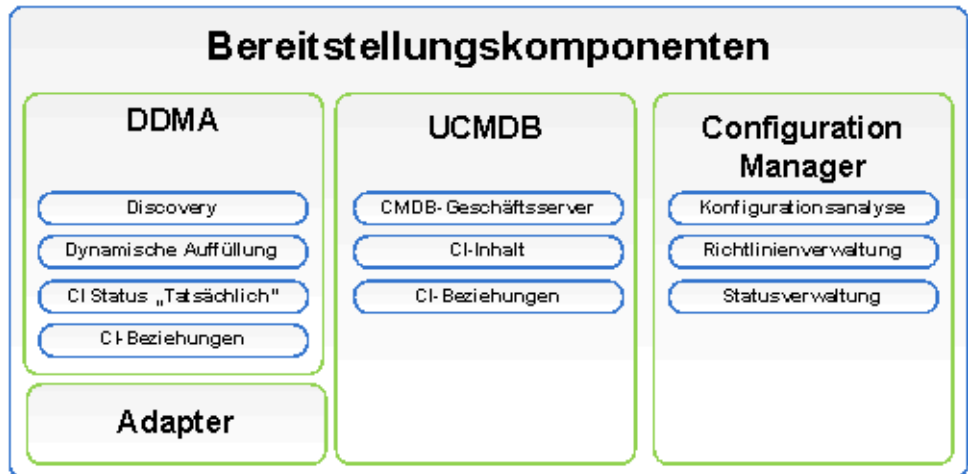 Bereitstellungskomponenten
DDMA
Discovery
Dynamische Auffüllung
CI Status „Tatsächlich"
CI-Beziehungen
Adapter
UCMDB
CMDB-Geschäftsserver
CI-Inhalt
CI-Beziehungen
Configuration
Manager
Konfigurationsanalyse
Richtlinienverwaltung
Statusverwaltung